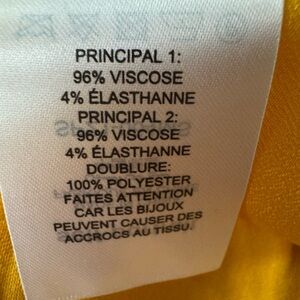 PRINCIPAL 1:
96% VISCOSE
4% ÉLASTHANNE
PRINCIPAL 2:
96% VISCOSE
4% ÉLASTHANNE
DOUBLURE:
100% POLYESTER
FAITES ATTENTION
CAR LES BIJOUX
PEUVENT CAUSER DES
ACCROCS AU TISSU.